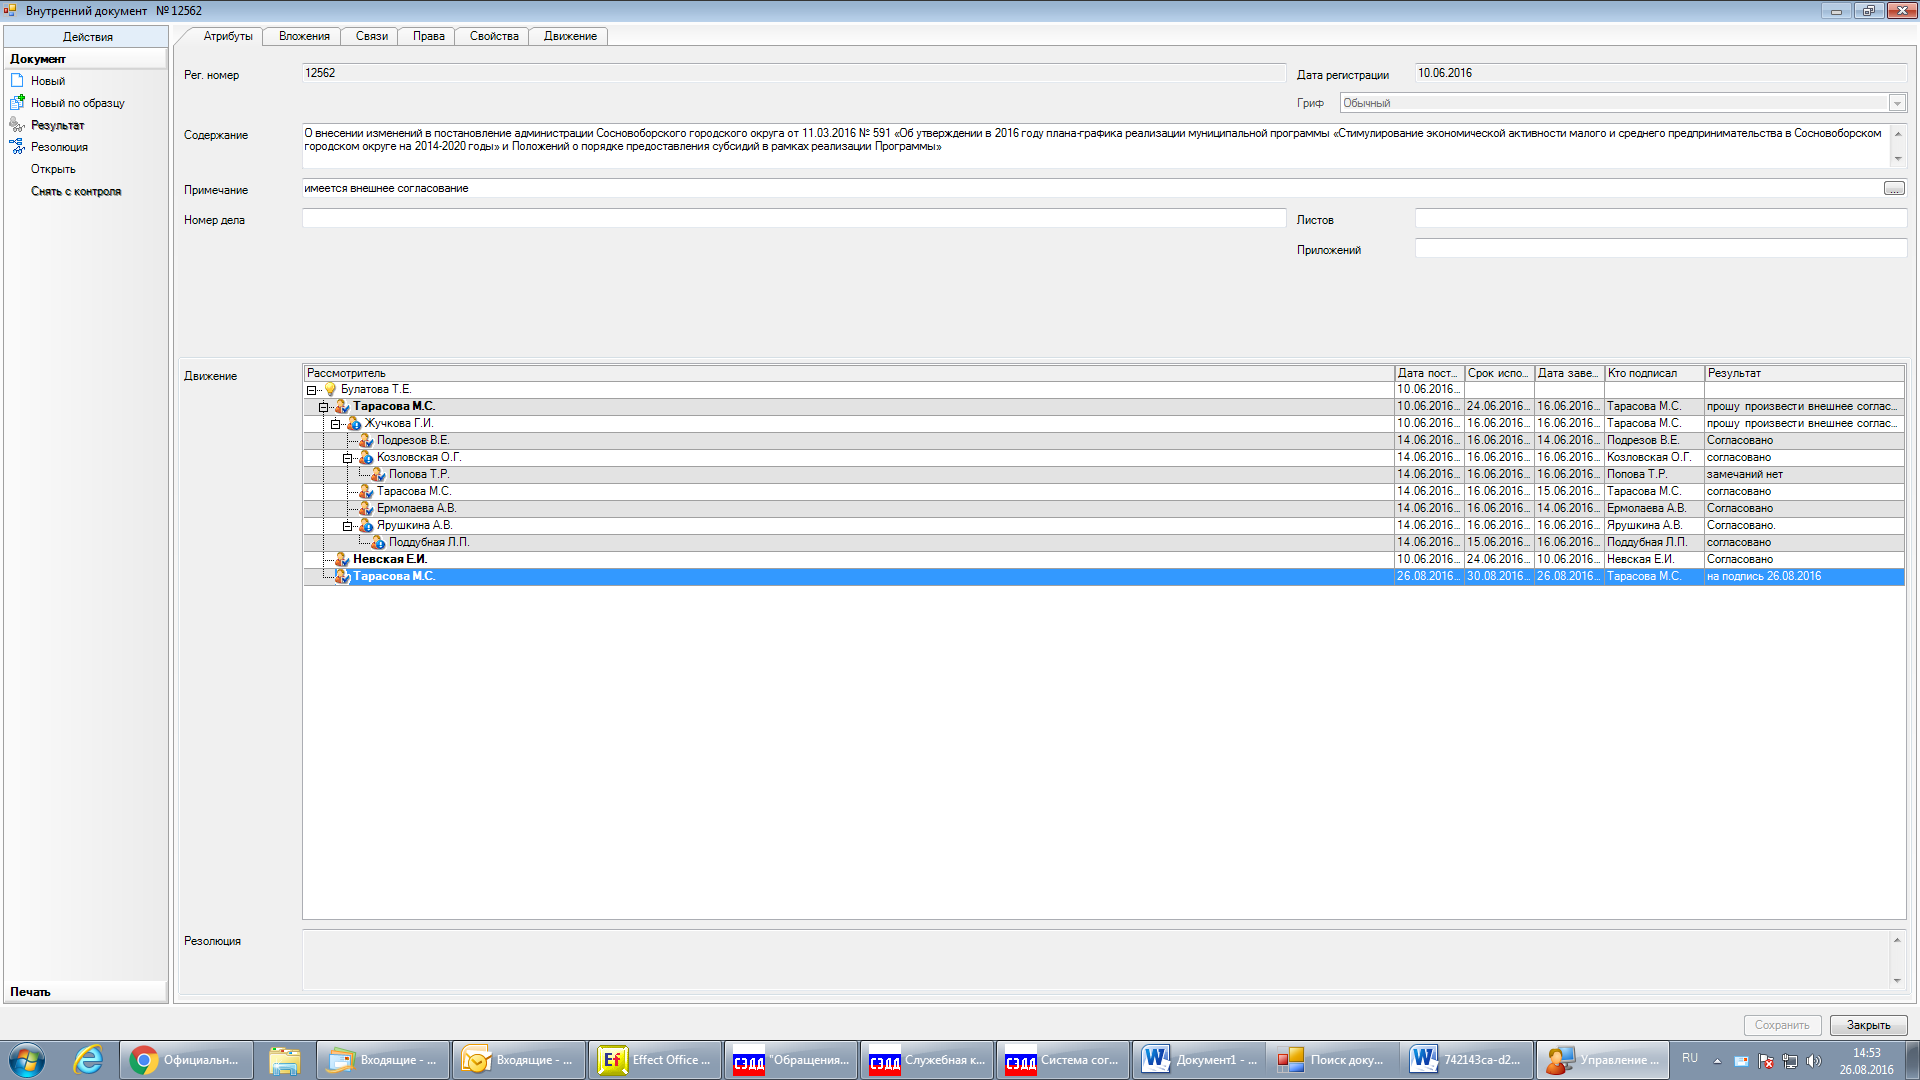 Внутренний документ № 12562
Действия
Документ
Новый
Новый по образцу
Результат
Резолюция
Открыть
Снять с контроля
Печать
Атрибуты Вложения Связи Права Свойства Движение
Рег. номер 12562 Дата регистрации 10.06.2016
Гриф Обычный
Содержание О внесении изменений в постановление администрации Сосновоборского городского округа от 11.03.2016 № 591 «Об утверждении в 2016 году плана-графика реализации муниципальной программы «Стимулирование экономической активности малого и среднего предпринимательства в Сосновоборском
городском округе на 2014-2020 годы» и Положений о порядке предоставления субсидий в рамках реализации Программы»
Примечание имеется внешнее согласование ...
Номер дела Листов
Приложений
Движение
Рассмотритель Дата пост... Срок испо... Дата заве... Кто подписал Результат
Булатова Т.Е. 10.06.2016...
Тарасова М.С. 10.06.2016... 24.06.2016... 16.06.2016... Тарасова М.С. прошу произвести внешнее соглас...
Жучкова Г.И. 10.06.2016... 16.06.2016... 16.06.2016... Тарасова М.С. прошу произвести внешнее соглас...
Подрезов В.Е. 14.06.2016... 16.06.2016... 14.06.2016... Подрезов В.Е. Согласовано
Козловская О.Г. 14.06.2016... 16.06.2016... 16.06.2016... Козловская О.Г. согласовано
Попова Т.Р. 14.06.2016... 16.06.2016... 16.06.2016... Попова Т.Р. замечаний нет
Тарасова М.С. 14.06.2016... 16.06.2016... 15.06.2016... Тарасова М.С. согласовано
Ермолаева А.В. 14.06.2016... 16.06.2016... 14.06.2016... Ермолаева А.В. Согласовано
Ярушкина А.В. 14.06.2016... 16.06.2016... 16.06.2016... Ярушкина А.В. Согласовано.
Поддубная Л.П. 14.06.2016... 15.06.2016... 16.06.2016... Поддубная Л.П. согласовано
Невская Е.И. 10.06.2016... 24.06.2016... 10.06.2016... Невская Е.И. Согласовано
Тарасова М.С. 26.08.2016... 30.08.2016... 26.08.2016... Тарасова М.С. на подпись 26.08.2016
Резолюция
Сохранить Закрыть
Официальн... Входящие - ... Входящие - ... Ef Effect Office ... СЭДД "Обращения... СЭДД Служебная к... СЭДД Система сог... Документ1 - ... Поиск доку... 742143ca-d2... Управление ... RU 14:53
26.08.2016